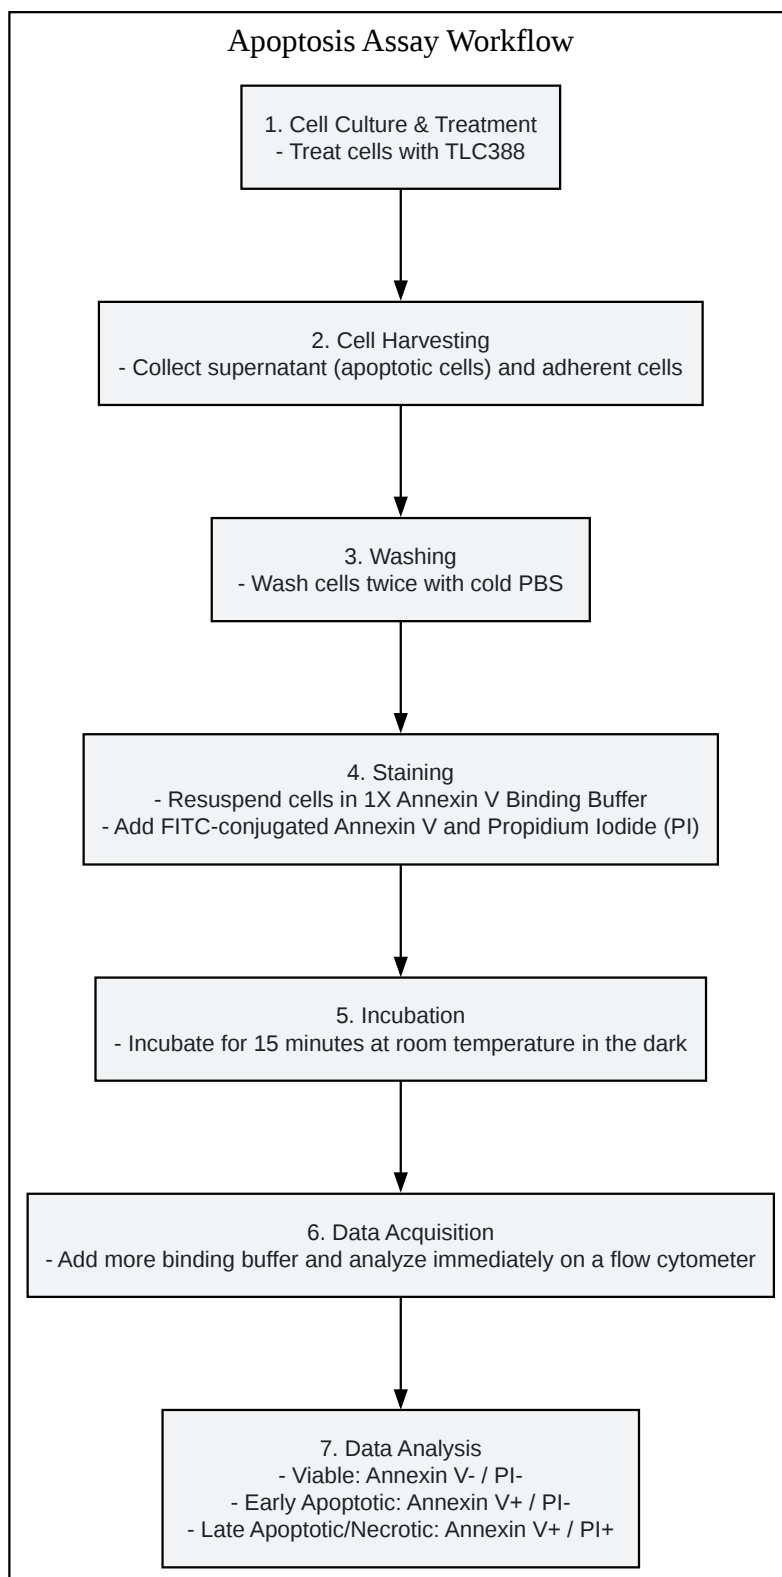 Apoptosis Assay Workflow
1. Cell Culture & Treatment
- Treat cells with TLC388
2. Cell Harvesting
- Collect supernatant (apoptotic cells) and adherent cells
3. Washing
- Wash cells twice with cold PBS
4. Staining
- Resuspend cells in 1X Annexin V Binding Buffer
- Add FITC-conjugated Annexin V and Propidium Iodide (PI)
5. Incubation
- Incubate for 15 minutes at room temperature in the dark
6. Data Acquisition
- Add more binding buffer and analyze immediately on a flow cytometer
7. Data Analysis
- Viable: Annexin V- / PI-
- Early Apoptotic: Annexin V+ / PI-
- Late Apoptotic/Necrotic: Annexin V+ / PI+